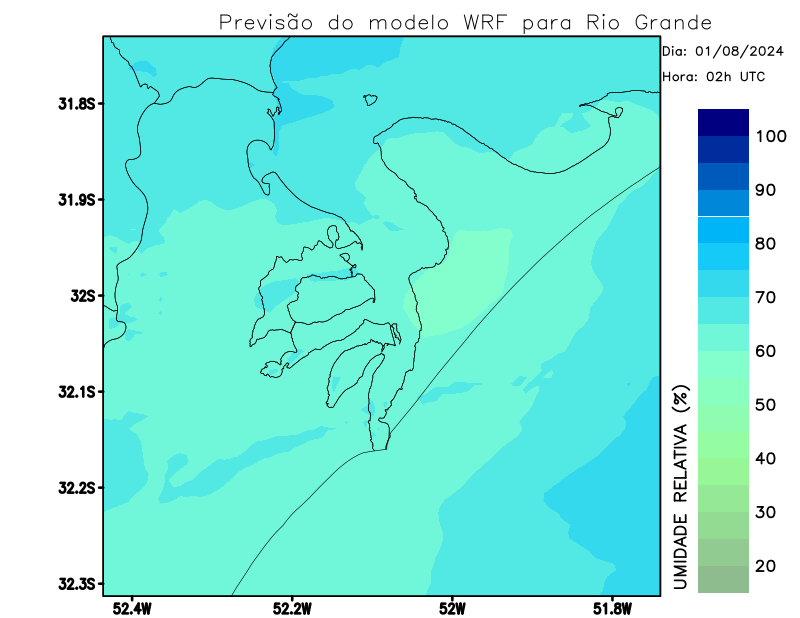 Previsão do modelo WRF para Rio Grande
Dia: 01/08/2024
Hora: 02h UTC
31.8S
31.9S
32S
32.1S
32.2S
32.3S
52.4W
52.2W
52W
51.8W
100
90
80
70
60
50
40
30
20
UMIDADE RELATIVA (%)